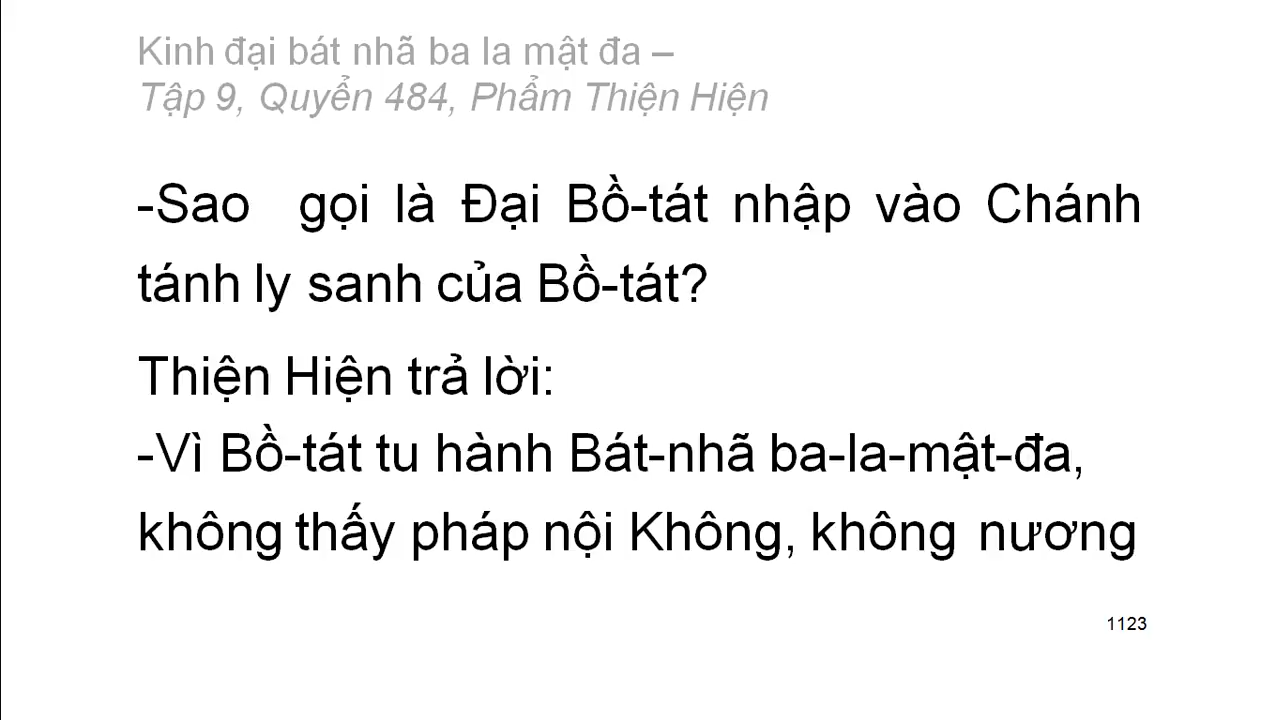 Kinh đại bát nhã ba la mật đa –
Tập 9, Quyển 484, Phẩm Thiện Hiện
-Sao gọi là Đại Bồ-tát nhập vào Chánh
tánh ly sanh của Bồ-tát?
Thiện Hiện trả lời:
-Vì Bồ-tát tu hành Bát-nhã ba-la-mật-đa,
không thấy pháp nội Không, không nương
1123